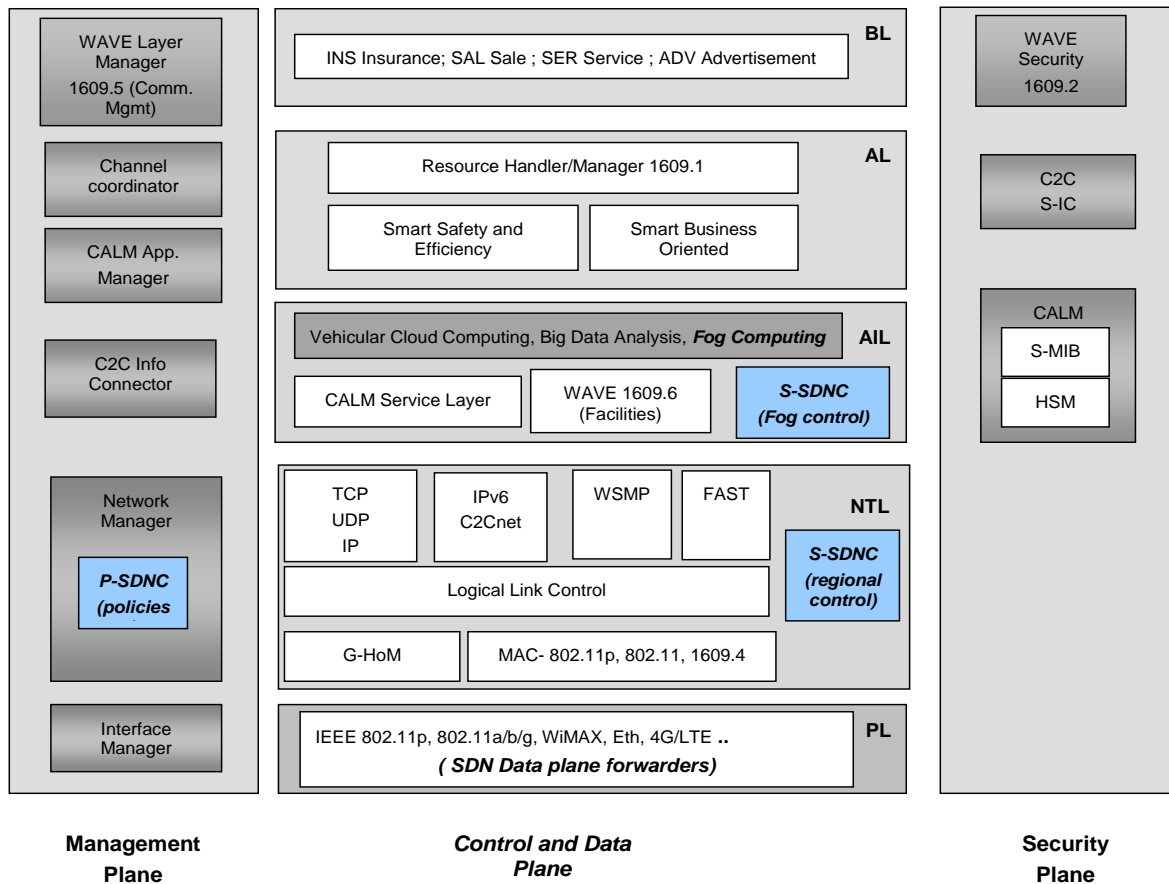 WAVE Layer
Manager
1609.5 (Comm.
Mgmt)
Channel
coordinator
CALM App.
Manager
C2C Info
Connector
Network
Manager
P-SDNC
(policies
Interface
Manager
Management
Plane
BL
INS Insurance; SAL Sale ; SER Service ; ADV Advertisement
AL
Resource Handler/Manager 1609.1
Smart Safety and
Efficiency
Smart Business
Oriented
Vehicular Cloud Computing, Big Data Analysis, Fog Computing
AIL
CALM Service Layer
WAVE 1609.6
(Facilities)
S-SDNC
(Fog control)
TCP
UDP
IP
IPv6
C2Cnet
WSMP
FAST
NTL
S-SDNC
(regional
control)
Logical Link Control
G-HoM
MAC- 802.11p, 802.11, 1609.4
PL
IEEE 802.11p, 802.11a/b/g, WiMAX, Eth, 4G/LTE ..
( SDN Data plane forwarders)
Control and Data
Plane
WAVE
Security
1609.2
C2C
S-IC
CALM
S-MIB
HSM
Security
Plane